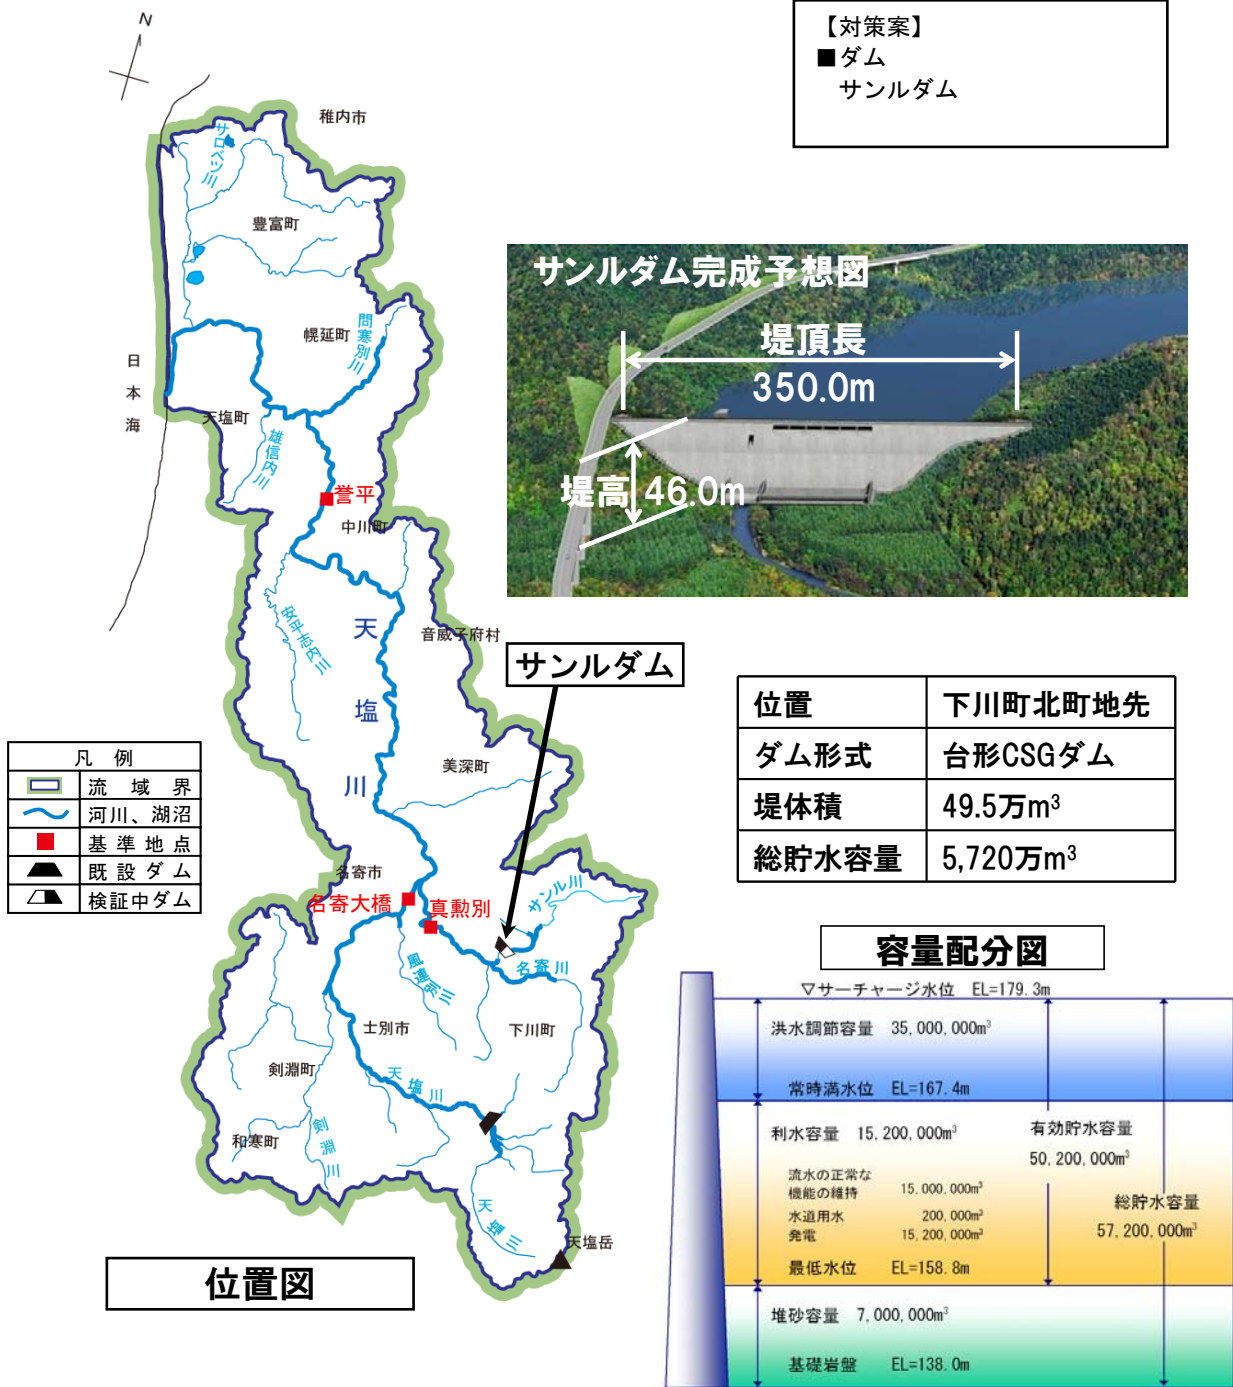 【対策案】
■ダム
サンルダム
N
稚内市
サロベツ川
豊富町
幌延町
問寒別川
日本海
天塩町
雄信内川
誉平
中川町
安平志内川
天塩川
音威子府村
サンルダム
美深町
名寄市
名寄大橋
真勲別
サンル川
名寄川
風連別川
士別市
下川町
剣淵町
天塩川
和寒町
剣淵川
天塩川
天塩岳
位置図
凡 例
流 域 界
河川、湖沼
基 準 地 点
既 設 ダ ム
検証中ダム
サンルダム完成予想図
堤頂長
350.0m
堤高 46.0m
位置 下川町北町地先
ダム形式 台形CSGダム
堤体積 49.5万m³
総貯水容量 5,720万m³
容量配分図
▽サーチャージ水位 EL=179.3m
洪水調節容量 35,000,000m³
常時満水位 EL=167.4m
利水容量 15,200,000m³
有効貯水容量
50,200,000m³
流水の正常な
機能の維持 15,000,000m³
水道用水 200,000m³
発電 15,200,000m³
総貯水容量
57,200,000m³
最低水位 EL=158.8m
堆砂容量 7,000,000m³
基礎岩盤 EL=138.0m